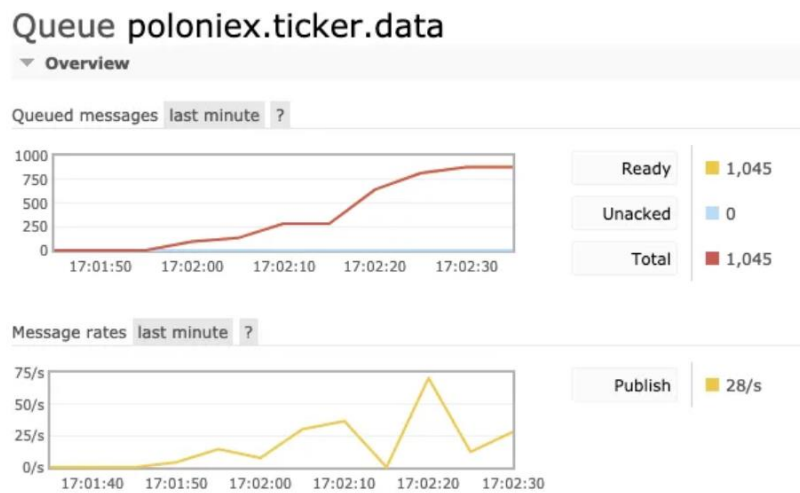 Queue poloniex.ticker.data
Overview
Queued messages last minute ?
1000
750
500
250
0
17:01:50 17:02:00 17:02:10 17:02:20 17:02:30
Ready 1,045
Unacked 0
Total 1,045
Message rates last minute ?
75/s
50/s
25/s
0/s
17:01:40 17:01:50 17:02:00 17:02:10 17:02:20 17:02:30
Publish 28/s